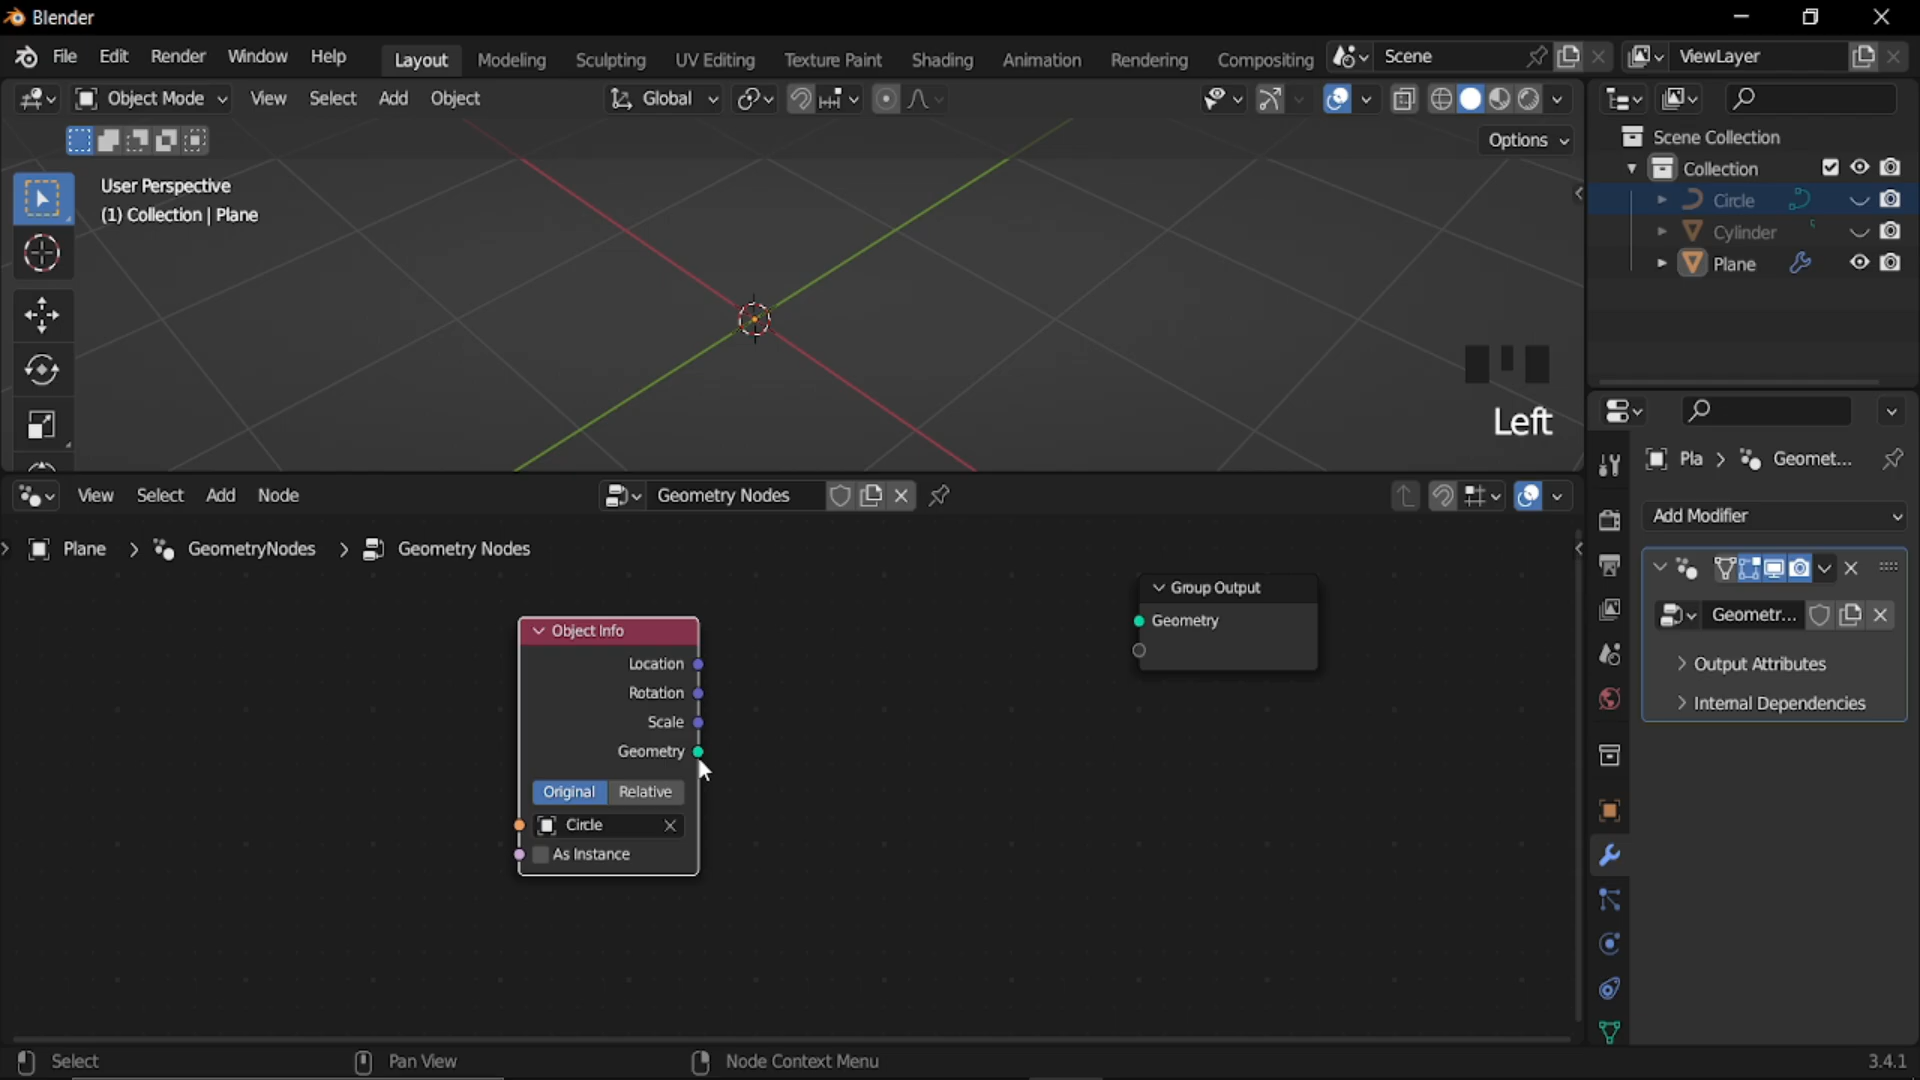 Blender
File Edit Render Window Help Layout Modeling Sculpting UV Editing Texture Paint Shading Animation Rendering Compositing Scene ViewLayer
Object Mode View Select Add Object Global
Options
User Perspective
(1) Collection | Plane
Left
Scene Collection
Collection
Circle
Cylinder
Plane
View Select Add Node Geometry Nodes
Plane > GeometryNodes > Geometry Nodes
Object Info
Location
Rotation
Scale
Geometry
Original Relative
Circle
As Instance
Group Output
Geometry
Pla > Geomet...
Add Modifier
Geometr...
Output Attributes
Internal Dependencies
Select Pan View Node Context Menu 3.4.1